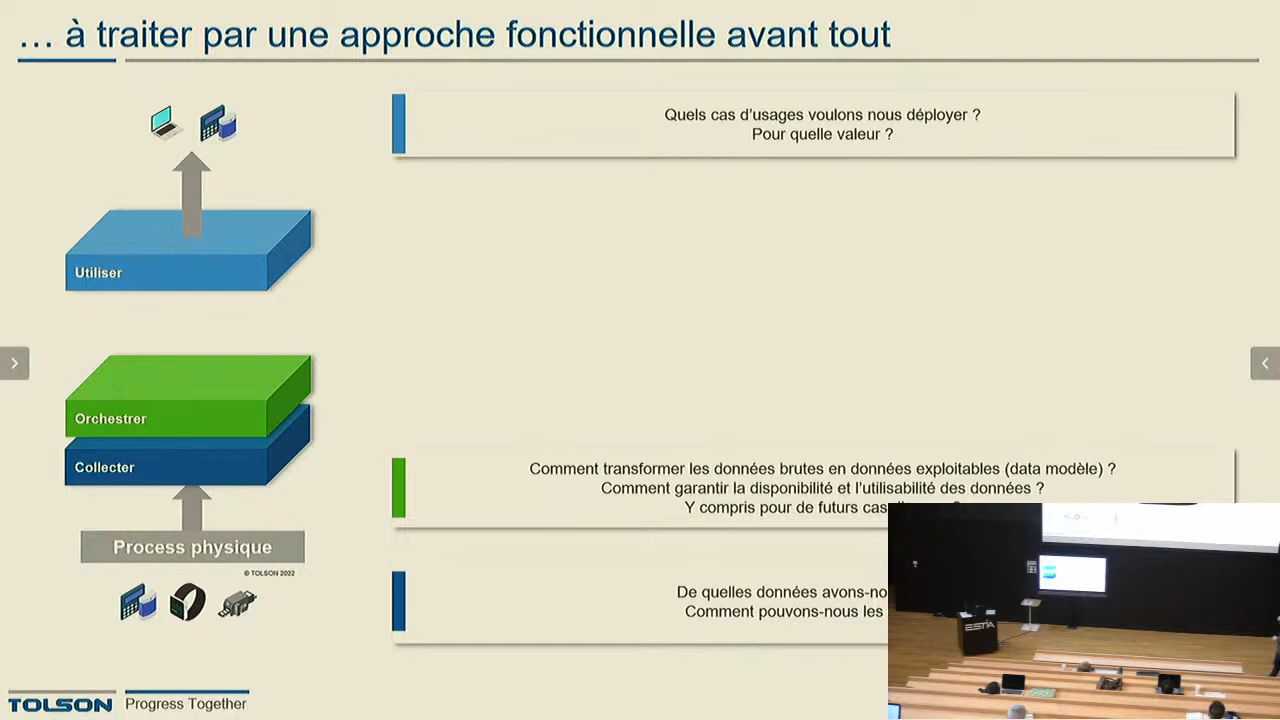 … à traiter par une approche fonctionnelle avant tout
Quels cas d'usages voulons nous déployer ?
Pour quelle valeur ?
Utiliser
Orchestrer
Collecter
Comment transformer les données brutes en données exploitables (data modèle) ?
Comment garantir la disponibilité et l'utilisabilité des données ?
Y compris pour de futurs cas
Process physique
© TOLSON 2022
De quelles données avons-no
Comment pouvons-nous les
ESTIA
TOLSON
Progress Together